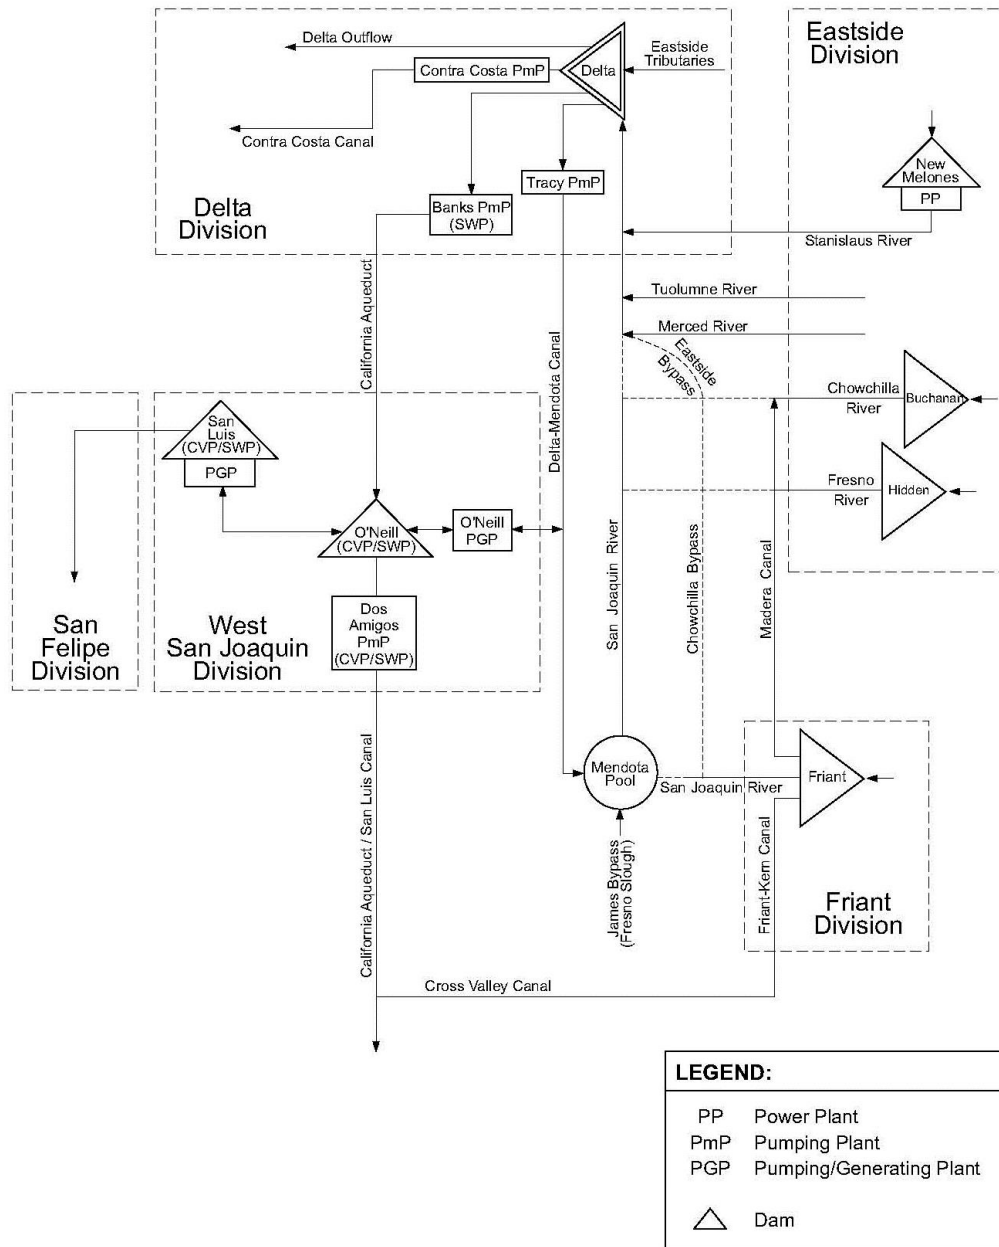 Delta Outflow
Contra Costa PmP
Delta
Eastside
Tributaries
Eastside
Division
Contra Costa Canal
Tracy PmP
New
Melones
PP
Delta
Division
Banks PmP
(SWP)
Stanislaus River
California Aqueduct
Delta-Mendota Canal
Tuolumne River
Merced River
Eastside
Bypass
Chowchilla
River
Buchanan
San
Luis
(CVP/SWP)
PGP
Fresno
River
Hidden
O'Neill
(CVP/SWP)
O'Neill
PGP
San Joaquin River
Chowchilla Bypass
Madera Canal
San
Felipe
Division
West
San Joaquin
Division
Dos
Amigos
PmP
(CVP/SWP)
Mendota
Pool
San Joaquin River
Friant
California Aqueduct / San Luis Canal
James Bypass
(Fresno Slough)
Friant-Kern Canal
Friant
Division
Cross Valley Canal
LEGEND:
PP Power Plant
PmP Pumping Plant
PGP Pumping/Generating Plant
Dam